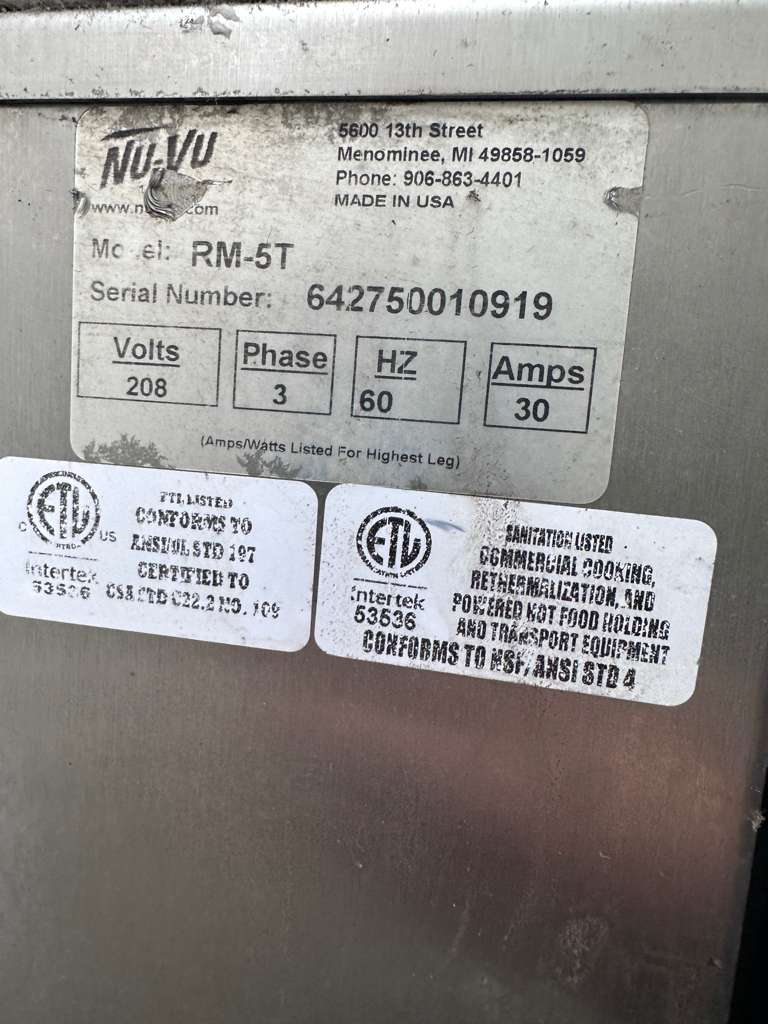 NU-VU
5600 13th Street
Menominee, MI 49858-1059
Phone: 906-863-4401
MADE IN USA
RM-5T
Serial Number: 642750010919
Volts
208
Phase
3
HZ
60
Amps
30
(Amps/Watts Listed For Highest Leg)
ETL
C US
Intertek
53536
LISTED
CONFORMS TO
ANSI/UL STD 197
CERTIFIED TO
CSA STD C22.2 NO. 109
ETL
Intertek
53536
SANITATION LISTED
COMMERCIAL COOKING,
RETHERMALIZATION, AND
POWERED HOT FOOD HOLDING
AND TRANSPORT EQUIPMENT
CONFORMS TO NSF/ANSI STD 4